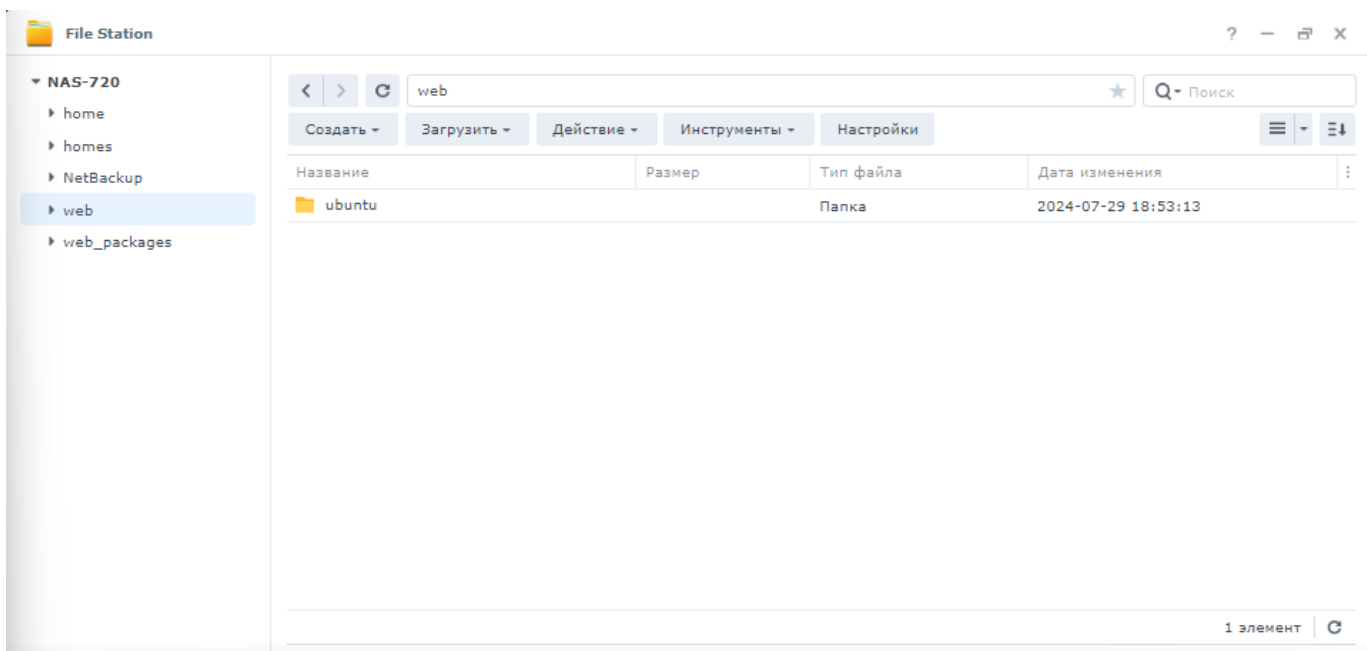 File Station
NAS-720
home
homes
NetBackup
web
web_packages
web
Поиск
Создать Загрузить Действие Инструменты Настройки
Название Размер Тип файла Дата изменения
ubuntu Папка 2024-07-29 18:53:13
1 элемент